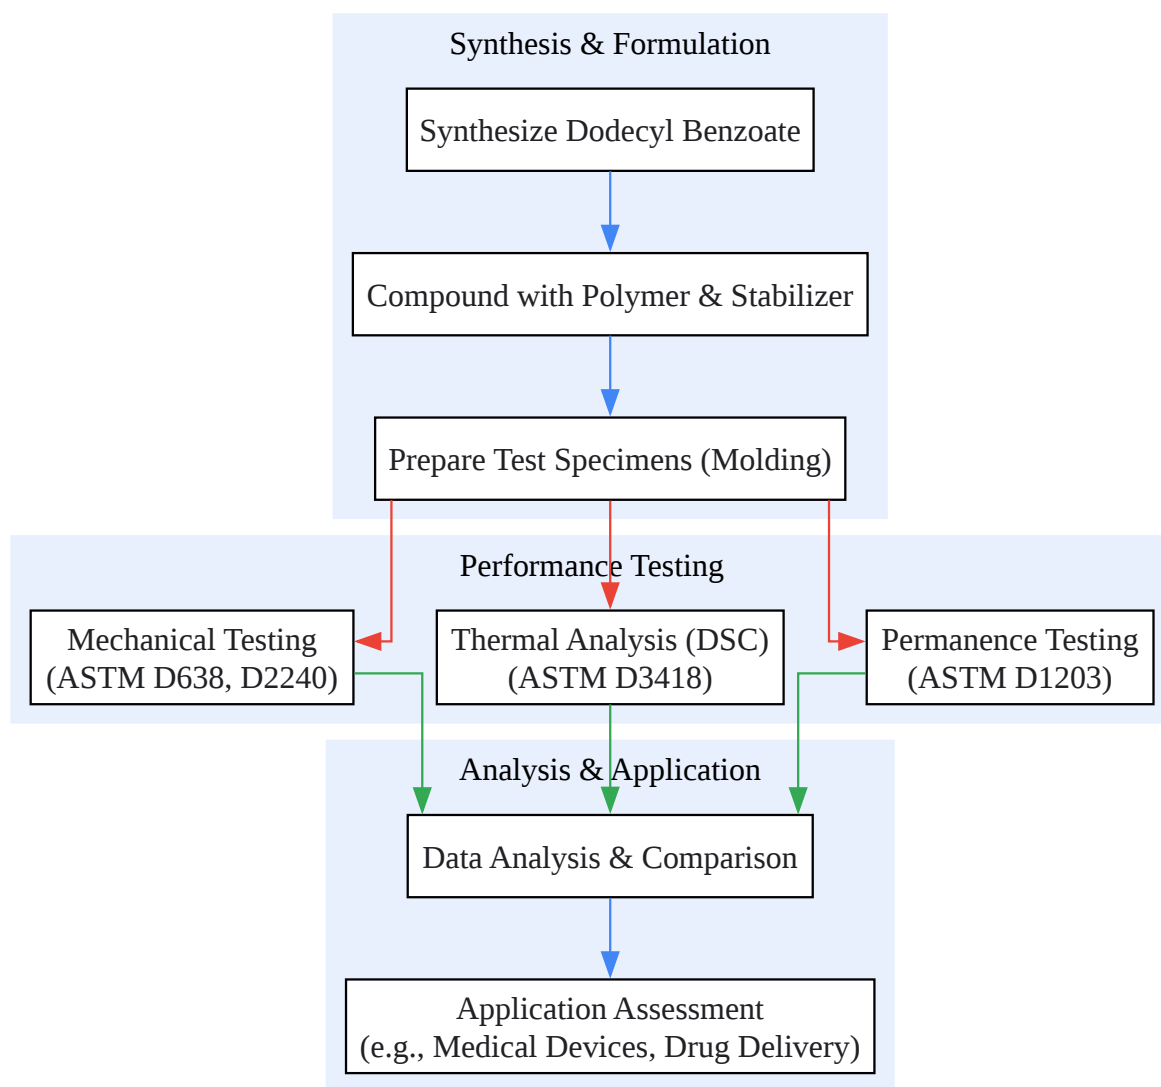 Synthesis & Formulation
Synthesize Dodecyl Benzoate
Compound with Polymer & Stabilizer
Prepare Test Specimens (Molding)
Performance Testing
Mechanical Testing
(ASTM D638, D2240)
Thermal Analysis (DSC)
(ASTM D3418)
Permanence Testing
(ASTM D1203)
Analysis & Application
Data Analysis & Comparison
Application Assessment
(e.g., Medical Devices, Drug Delivery)